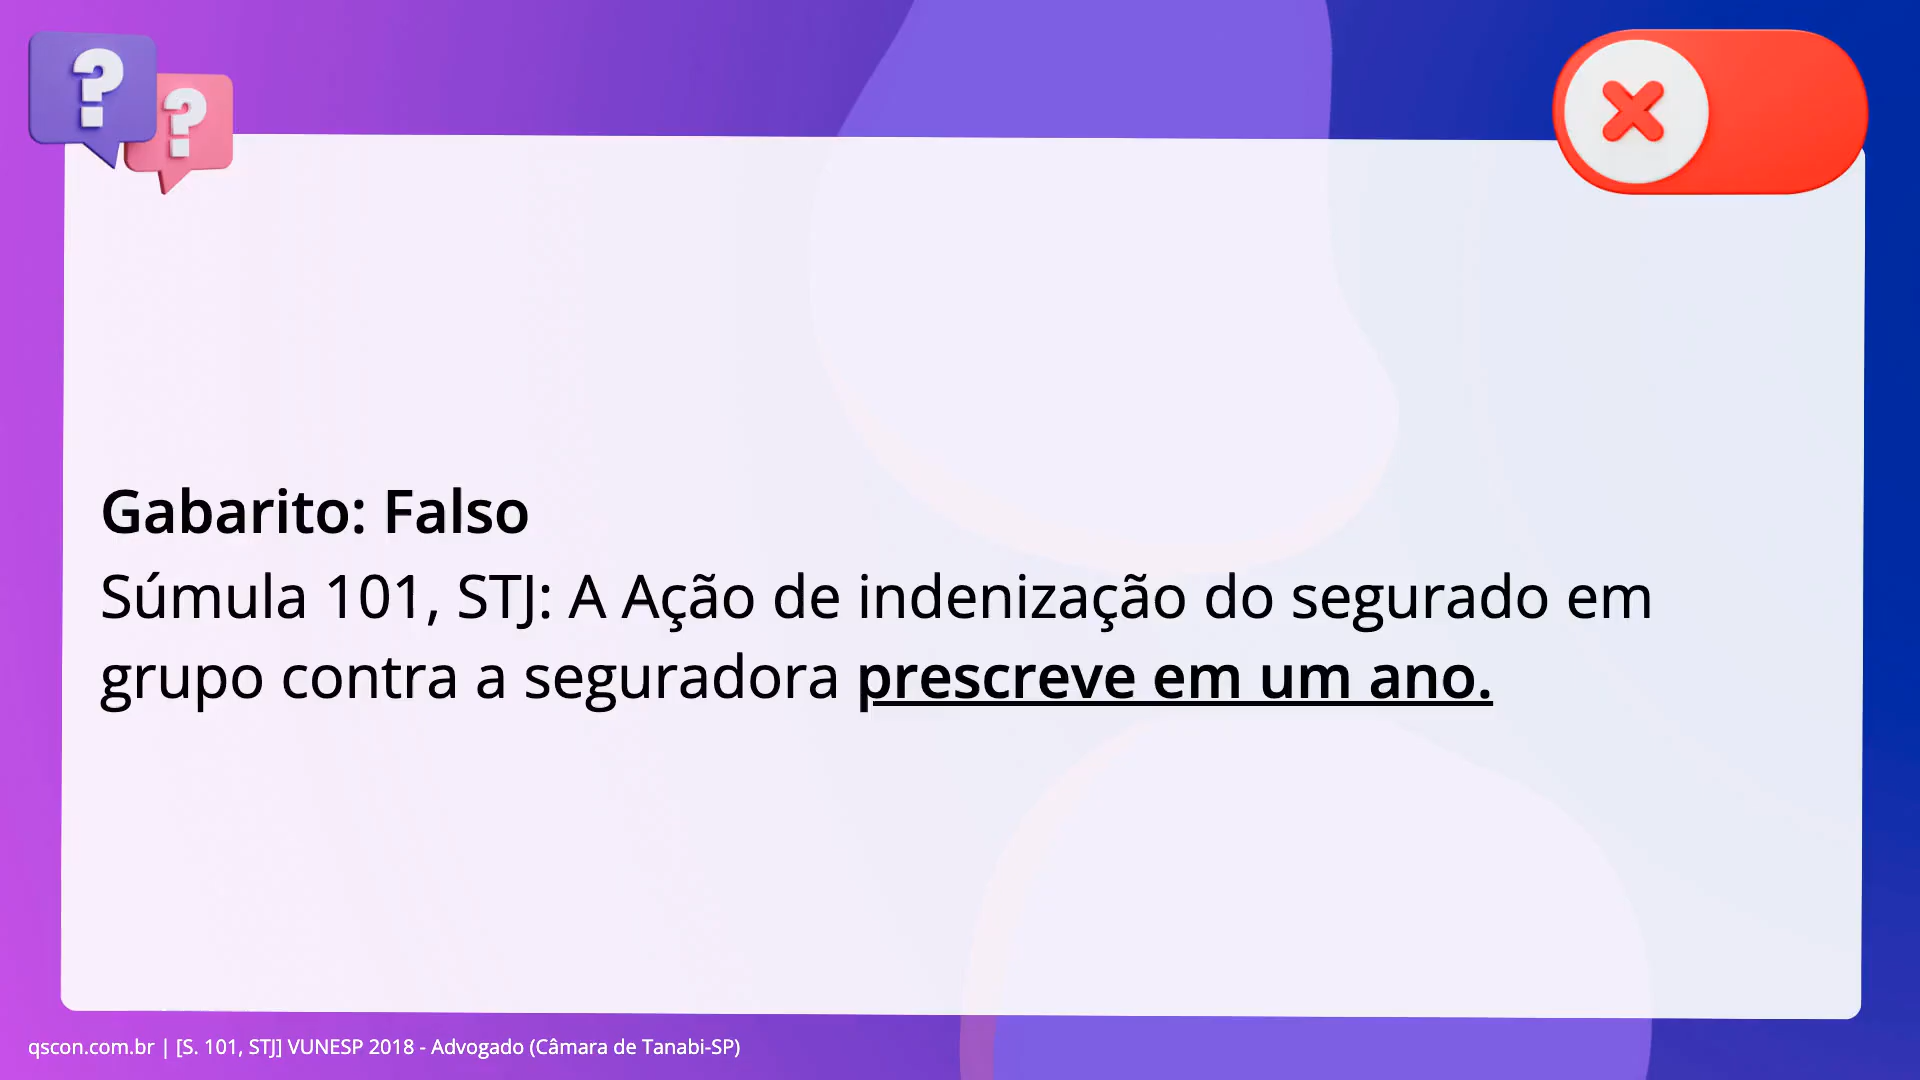 ? ?
Gabarito: Falso
Súmula 101, STJ: A Ação de indenização do segurado em
grupo contra a seguradora prescreve em um ano.
qscon.com.br | [S. 101, STJ] VUNESP 2018 - Advogado (Câmara de Tanabi-SP)